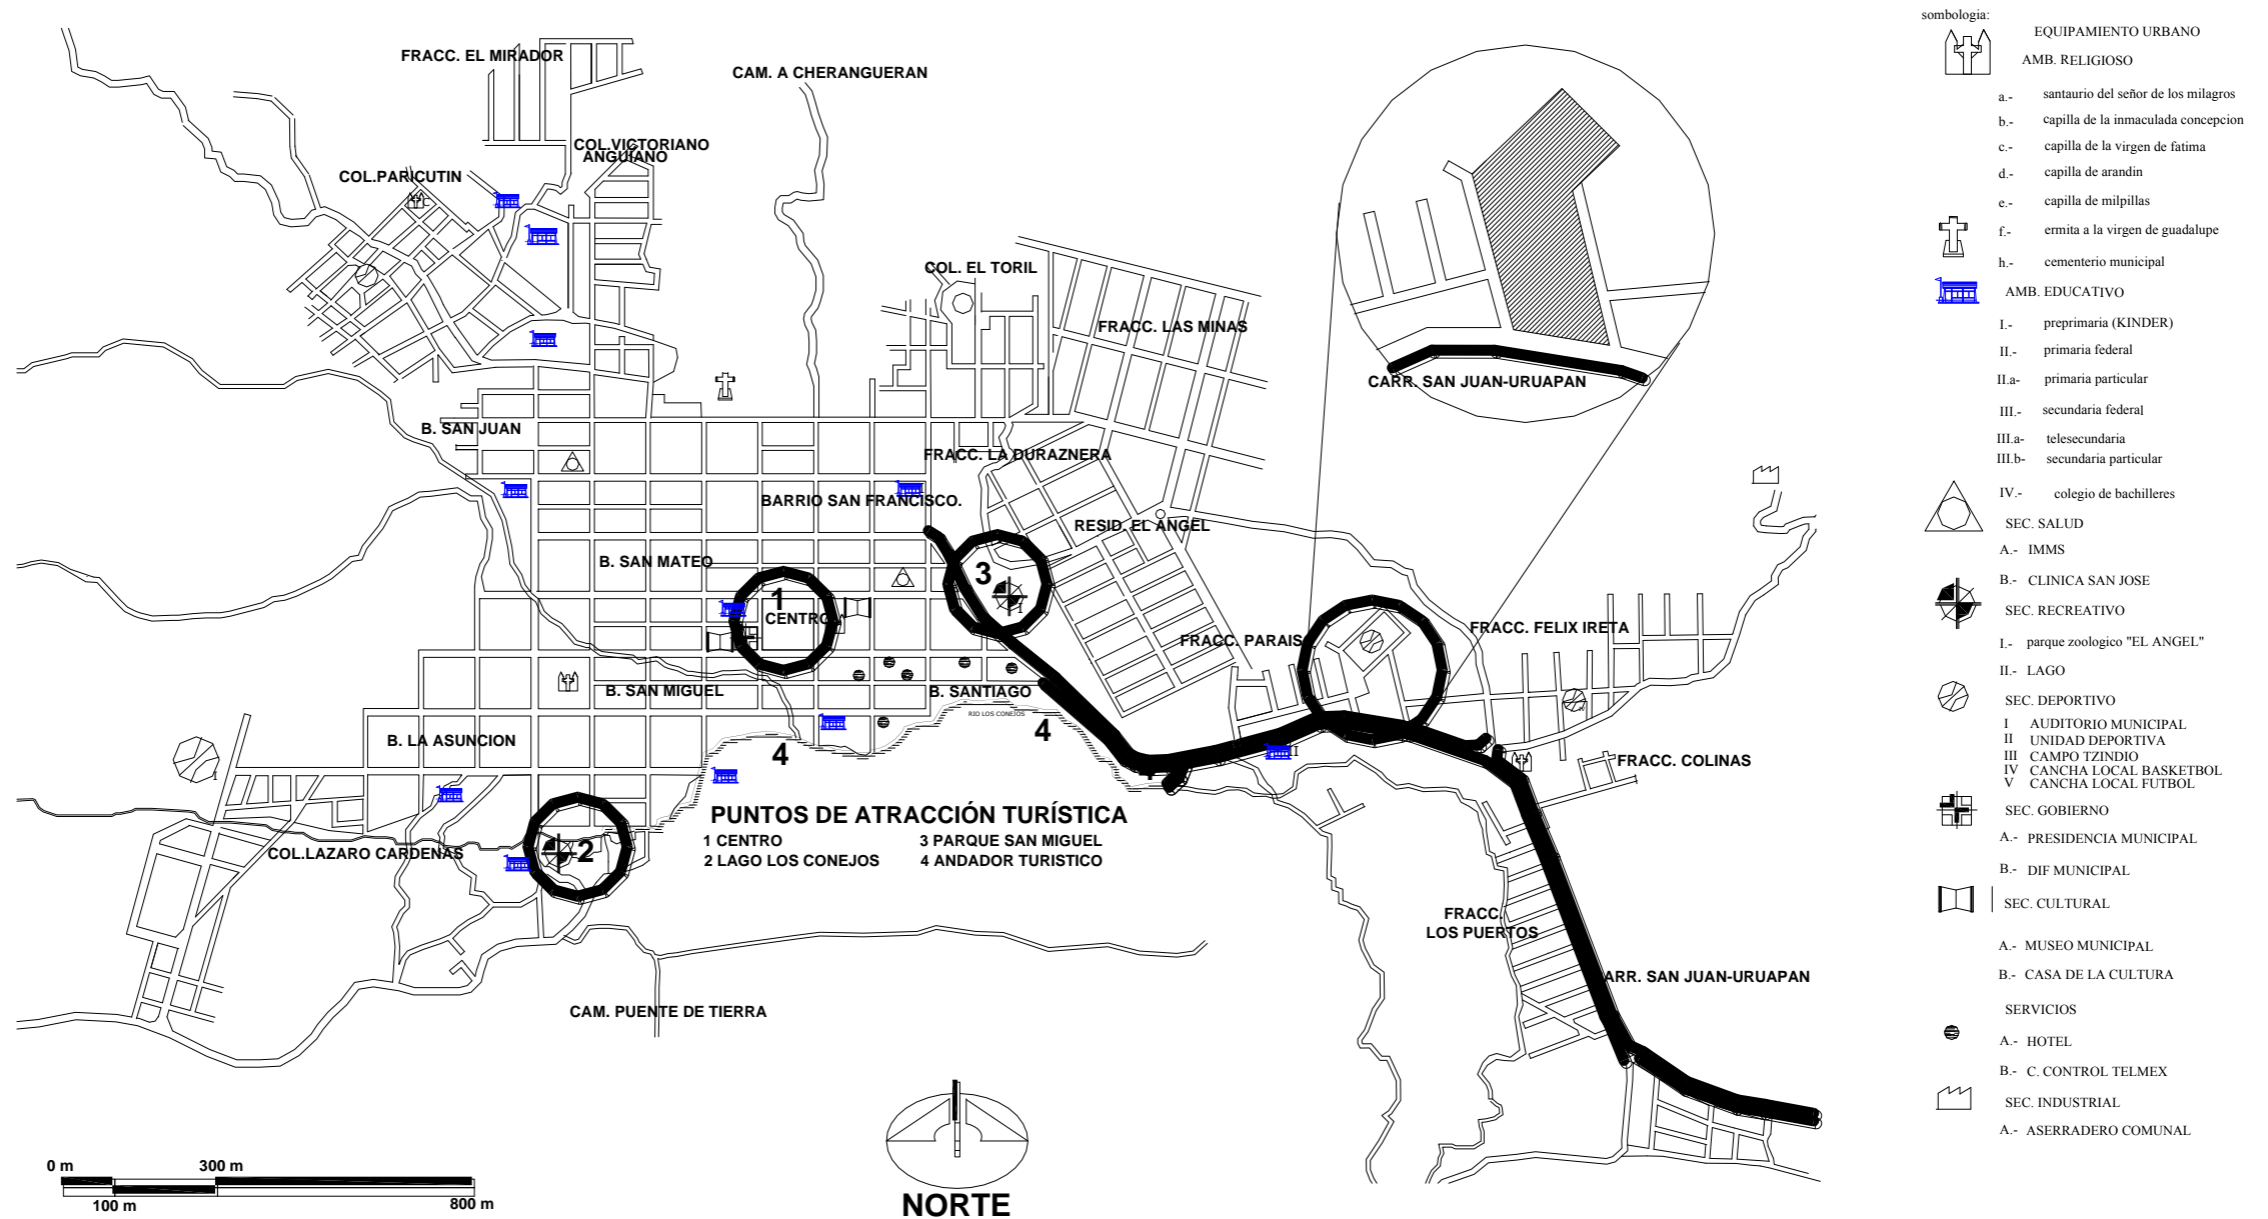 FRACC. EL MIRADOR
CAM. A CHERANGUERAN
COL.VICTORIANO
ANGUIANO
COL.PARICUTIN
C
COL. EL TORIL
FRACC. LAS MINAS
CARR. SAN JUAN-URUAPAN
B. SAN JUAN
FRACC. LA DURAZNERA
BARRIO SAN FRANCISCO.
RESID. EL ANGEL
B. SAN MATEO
3
1
I
CENTRO
FRACC. PARAIS
FRACC. FELIX IRETA
B. SAN MIGUEL
B. SANTIAGO
RIO LOS CONEJOS
4
4
B. LA ASUNCION
II
I
FRACC. COLINAS
PUNTOS DE ATRACCIÓN TURÍSTICA
1 CENTRO
3 PARQUE SAN MIGUEL
2 LAGO LOS CONEJOS
4 ANDADOR TURISTICO
COL.LAZARO CARDENAS
2
FRACC.
LOS PUERTOS
ARR. SAN JUAN-URUAPAN
CAM. PUENTE DE TIERRA
0 m
300 m
100 m
800 m
NORTE
sombologia:
EQUIPAMIENTO URBANO
AMB. RELIGIOSO
a.- santaurio del señor de los milagros
b.- capilla de la inmaculada concepcion
c.- capilla de la virgen de fatima
d.- capilla de arandin
e.- capilla de milpillas
f.- ermita a la virgen de guadalupe
h.- cementerio municipal
AMB. EDUCATIVO
I.- preprimaria (KINDER)
II.- primaria federal
II.a- primaria particular
III.- secundaria federal
III.a- telesecundaria
III.b- secundaria particular
IV.- colegio de bachilleres
SEC. SALUD
A.- IMMS
B.- CLINICA SAN JOSE
SEC. RECREATIVO
I.- parque zoologico "EL ANGEL"
II.- LAGO
SEC. DEPORTIVO
I AUDITORIO MUNICIPAL
II UNIDAD DEPORTIVA
III CAMPO TZINDIO
IV CANCHA LOCAL BASKETBOL
V CANCHA LOCAL FUTBOL
SEC. GOBIERNO
A.- PRESIDENCIA MUNICIPAL
B.- DIF MUNICIPAL
SEC. CULTURAL
A.- MUSEO MUNICIPAL
B.- CASA DE LA CULTURA
SERVICIOS
A.- HOTEL
B.- C. CONTROL TELMEX
SEC. INDUSTRIAL
A.- ASERRADERO COMUNAL